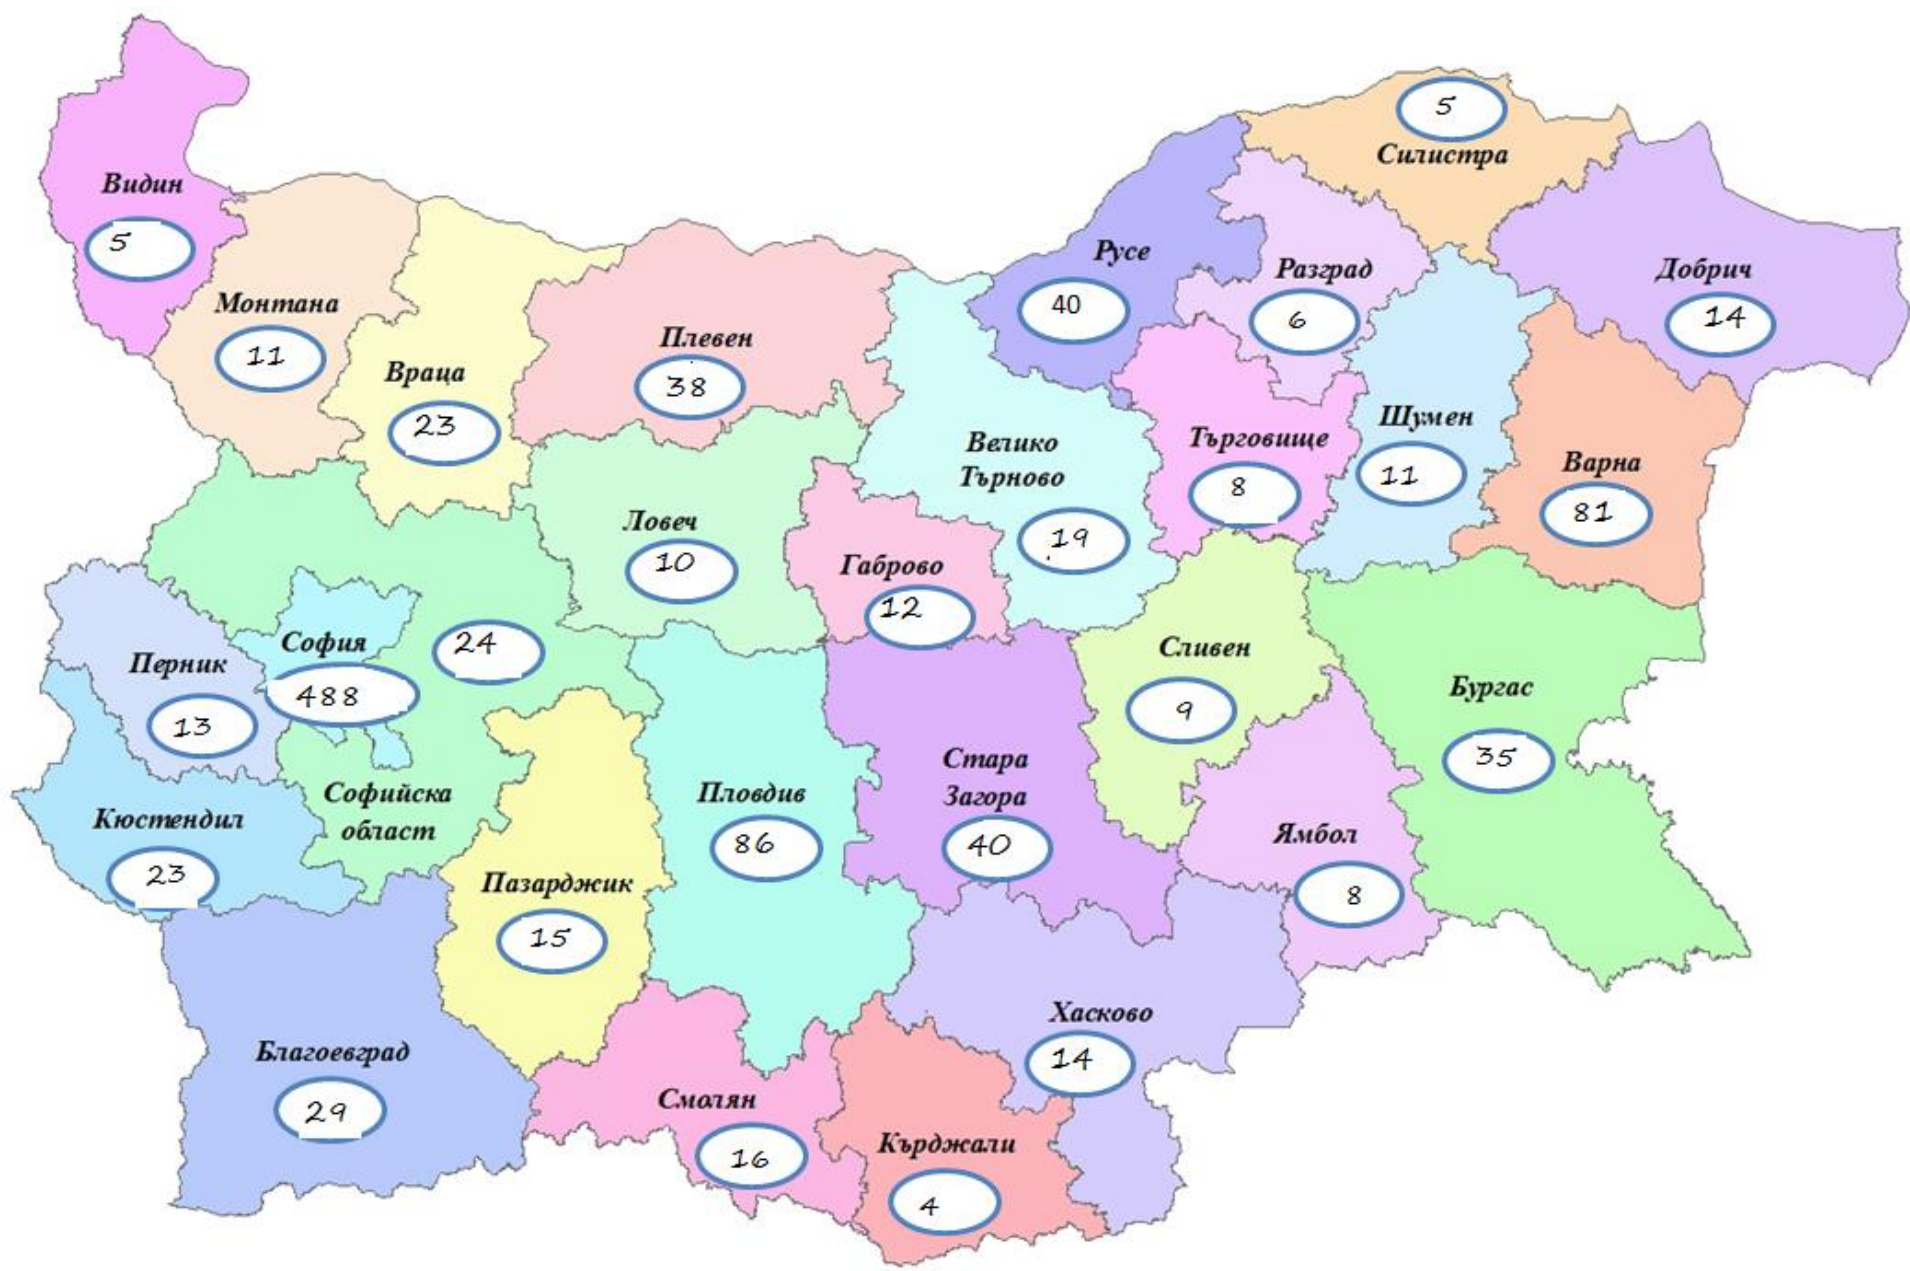 5
Силистра
Видин
5
Русе
40
Разград
6
Добрич
14
Монтана
11
Враца
23
Плевен
38
Велико
Търново
19
Търговище
8
Шумен
11
Варна
81
Ловеч
10
Габрово
12
София
488
24
Перник
13
Сливен
9
Бургас
35
Кюстендил
23
Софийска
област
Пловдив
86
Стара
Загора
40
Ямбол
8
Пазарджик
15
Благоевград
29
Хасково
14
Смолян
16
Кърджали
4